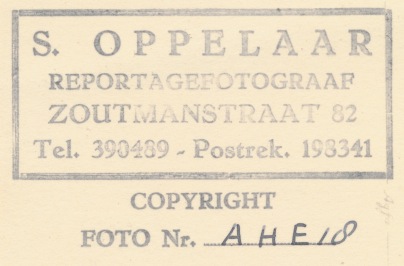 S. OPPELAAR
REPORTAGEFOTOGRAAF
ZOUTMANSTRAAT 82
Tel. 390489 - Postrek. 198341
COPYRIGHT
FOTO Nr. AHE18